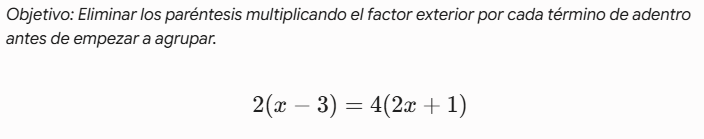 Objetivo: Eliminar los paréntesis multiplicando el factor exterior por cada término de adentro
antes de empezar a agrupar.
2(x − 3) = 4(2x + 1)